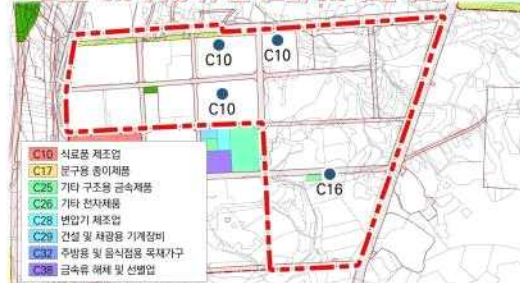 C10
C10
C10
C16
C10 식료품 제조업
C17 문구용 종이제품
C25 기타 구조용 금속제품
C26 기타 전자제품
C28 변압기 제조업
C29 건설 및 채광용 기계장비
C32 주방용 및 음식점용 목재가구
C38 금속류 해체 및 선별업